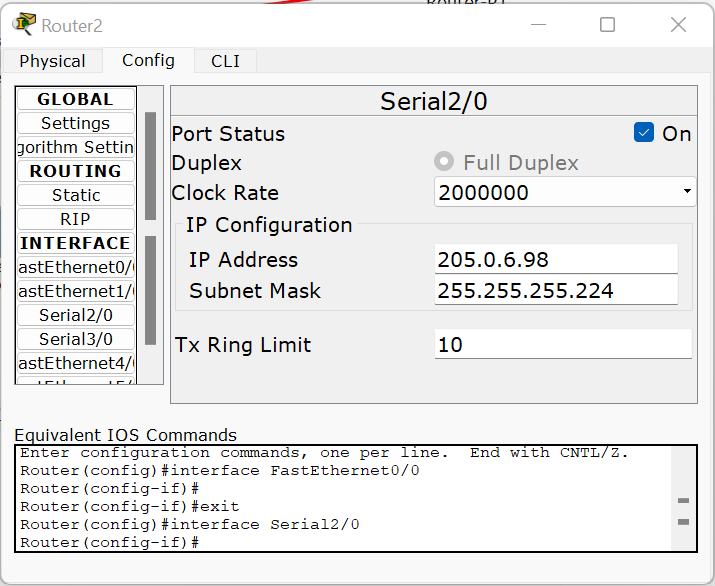 Router-R1
Router2
Physical Config CLI
GLOBAL
Settings
gorithm Settin
ROUTING
Static
RIP
INTERFACE
astEthernet0/
astEthernet1/
Serial2/0
Serial3/0
astEthernet4/
Serial2/0
Port Status On
Duplex Full Duplex
Clock Rate 2000000
IP Configuration
IP Address 205.0.6.98
Subnet Mask 255.255.255.224
Tx Ring Limit 10
Equivalent IOS Commands
Enter configuration commands, one per line.  End with CNTL/Z.
Router(config)#interface FastEthernet0/0
Router(config-if)#
Router(config-if)#exit
Router(config)#interface Serial2/0
Router(config-if)#